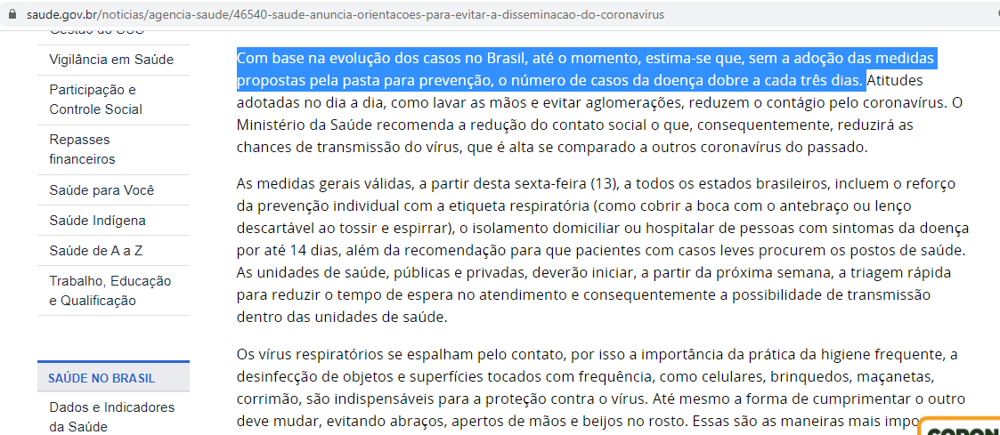 saude.gov.br/noticias/agencia-saude/46540-saude-anuncia-orientacoes-para-evitar-a-disseminacao-do-coronavirus
Gestão do SUS
Vigilância em Saúde
Participação e
Controle Social
Repasses
financeiros
Saúde para Você
Saúde Indígena
Saúde de A a Z
Trabalho, Educação
e Qualificação
SAÚDE NO BRASIL
Dados e Indicadores
da Saúde
Com base na evolução dos casos no Brasil, até o momento, estima-se que, sem a adoção das medidas
propostas pela pasta para prevenção, o número de casos da doença dobre a cada três dias. Atitudes
adotadas no dia a dia, como lavar as mãos e evitar aglomerações, reduzem o contágio pelo coronavírus. O
Ministério da Saúde recomenda a redução do contato social o que, consequentemente, reduzirá as
chances de transmissão do vírus, que é alta se comparado a outros coronavírus do passado.
As medidas gerais válidas, a partir desta sexta-feira (13), a todos os estados brasileiros, incluem o reforço
da prevenção individual com a etiqueta respiratória (como cobrir a boca com o antebraço ou lenço
descartável ao tossir e espirrar), o isolamento domiciliar ou hospitalar de pessoas com sintomas da doença
por até 14 dias, além da recomendação para que pacientes com casos leves procurem os postos de saúde.
As unidades de saúde, públicas e privadas, deverão iniciar, a partir da próxima semana, a triagem rápida
para reduzir o tempo de espera no atendimento e consequentemente a possibilidade de transmissão
dentro das unidades de saúde.
Os vírus respiratórios se espalham pelo contato, por isso a importância da prática da higiene frequente, a
desinfecção de objetos e superfícies tocados com frequência, como celulares, brinquedos, maçanetas,
corrimão, são indispensáveis para a proteção contra o vírus. Até mesmo a forma de cumprimentar o outro
deve mudar, evitando abraços, apertos de mãos e beijos no rosto. Essas são as maneiras mais impo